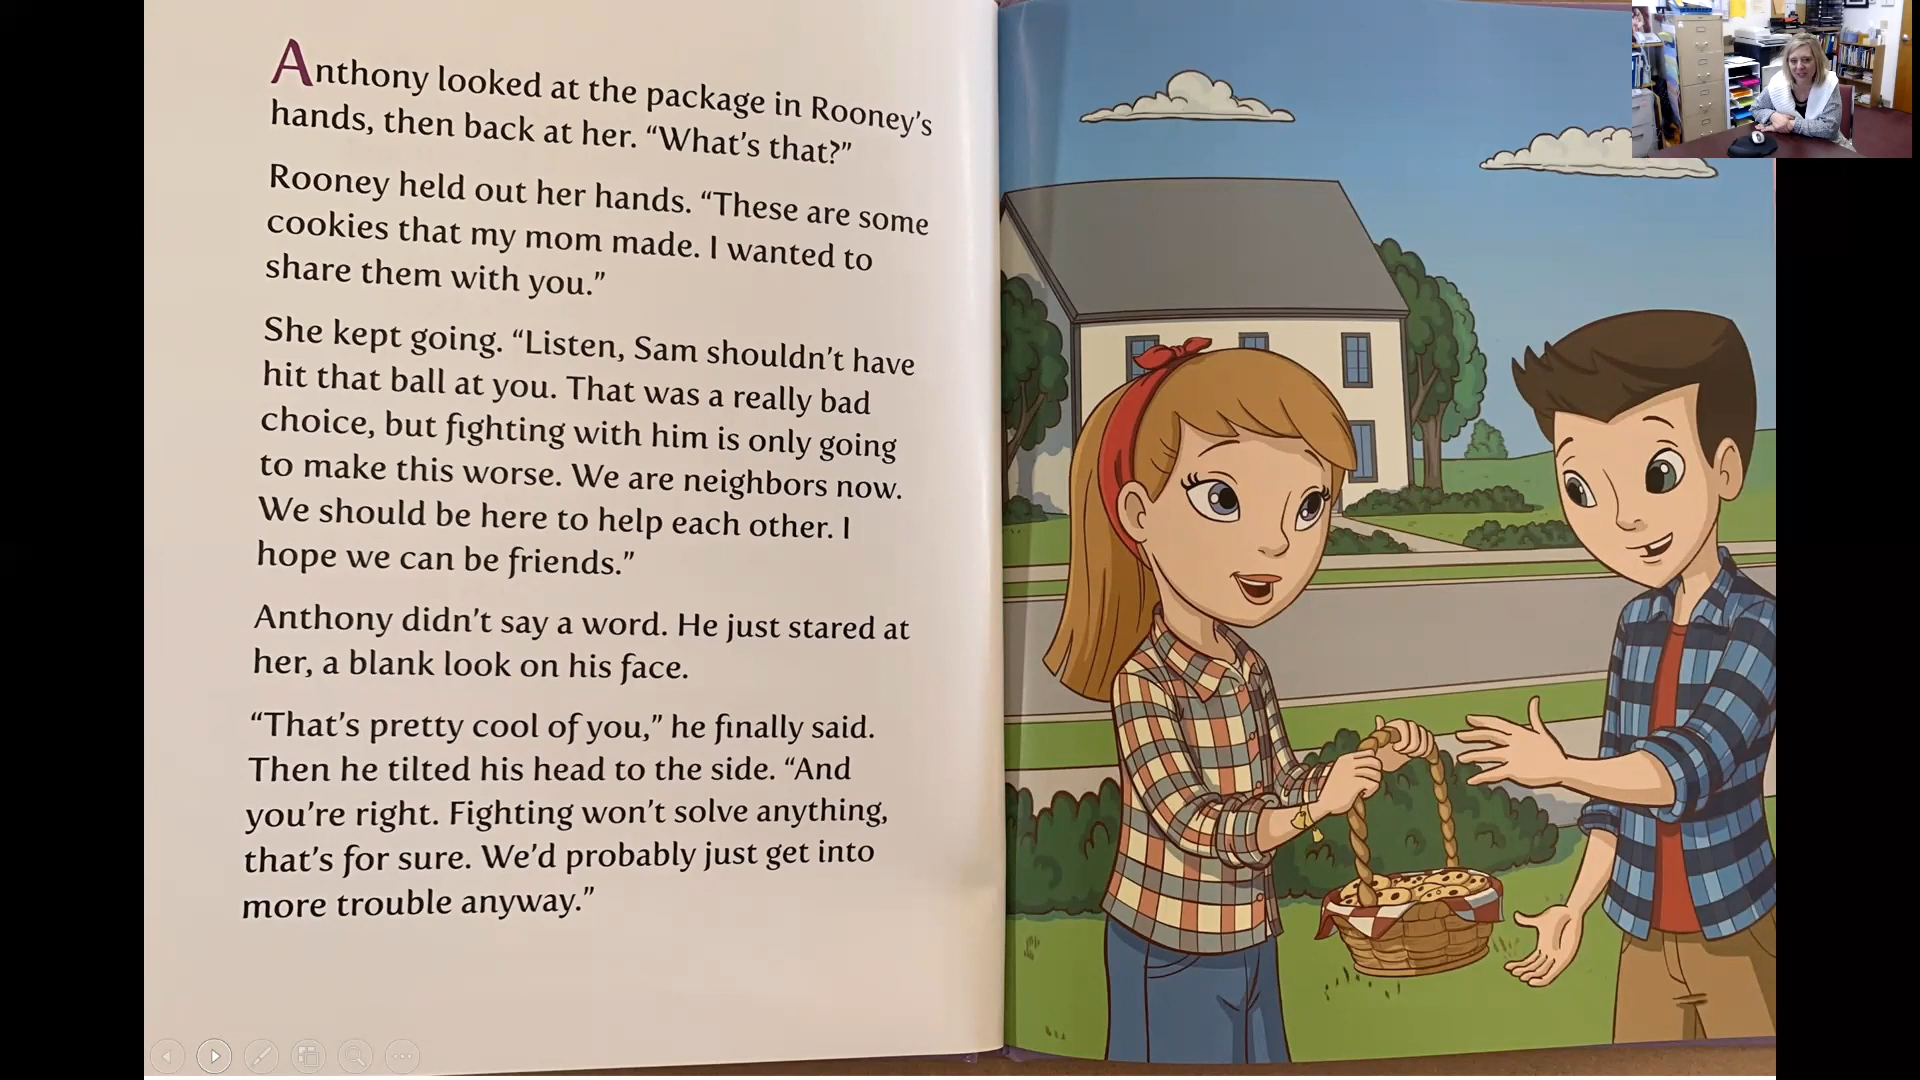 Anthony looked at the package in Rooney's
hands, then back at her. “What's that?”
Rooney held out her hands. “These are some
cookies that my mom made. I wanted to
share them with you.”
She kept going. “Listen, Sam shouldn't have
hit that ball at you. That was a really bad
choice, but fighting with him is only going
to make this worse. We are neighbors now.
We should be here to help each other. I
hope we can be friends.”
Anthony didn't say a word. He just stared at
her, a blank look on his face.
“That's pretty cool of you,” he finally said.
Then he tilted his head to the side. “And
you're right. Fighting won't solve anything,
that's for sure. We'd probably just get into
more trouble anyway.”